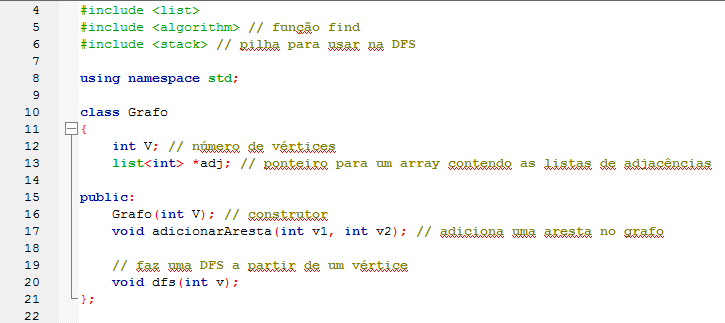 4 #include <list>
5 #include <algorithm> // função find
6 #include <stack> // pilha para usar na DFS
7
8 using namespace std;
9
10 class Grafo
11 {
12 int V; // número de vértices
13 list<int> *adj; // ponteiro para um array contendo as listas de adjacências
14
15 public:
16 Grafo(int V); // construtor
17 void adicionarAresta(int v1, int v2); // adiciona uma aresta no grafo
18
19 // faz uma DFS a partir de um vértice
20 void dfs(int v);
21 };
22